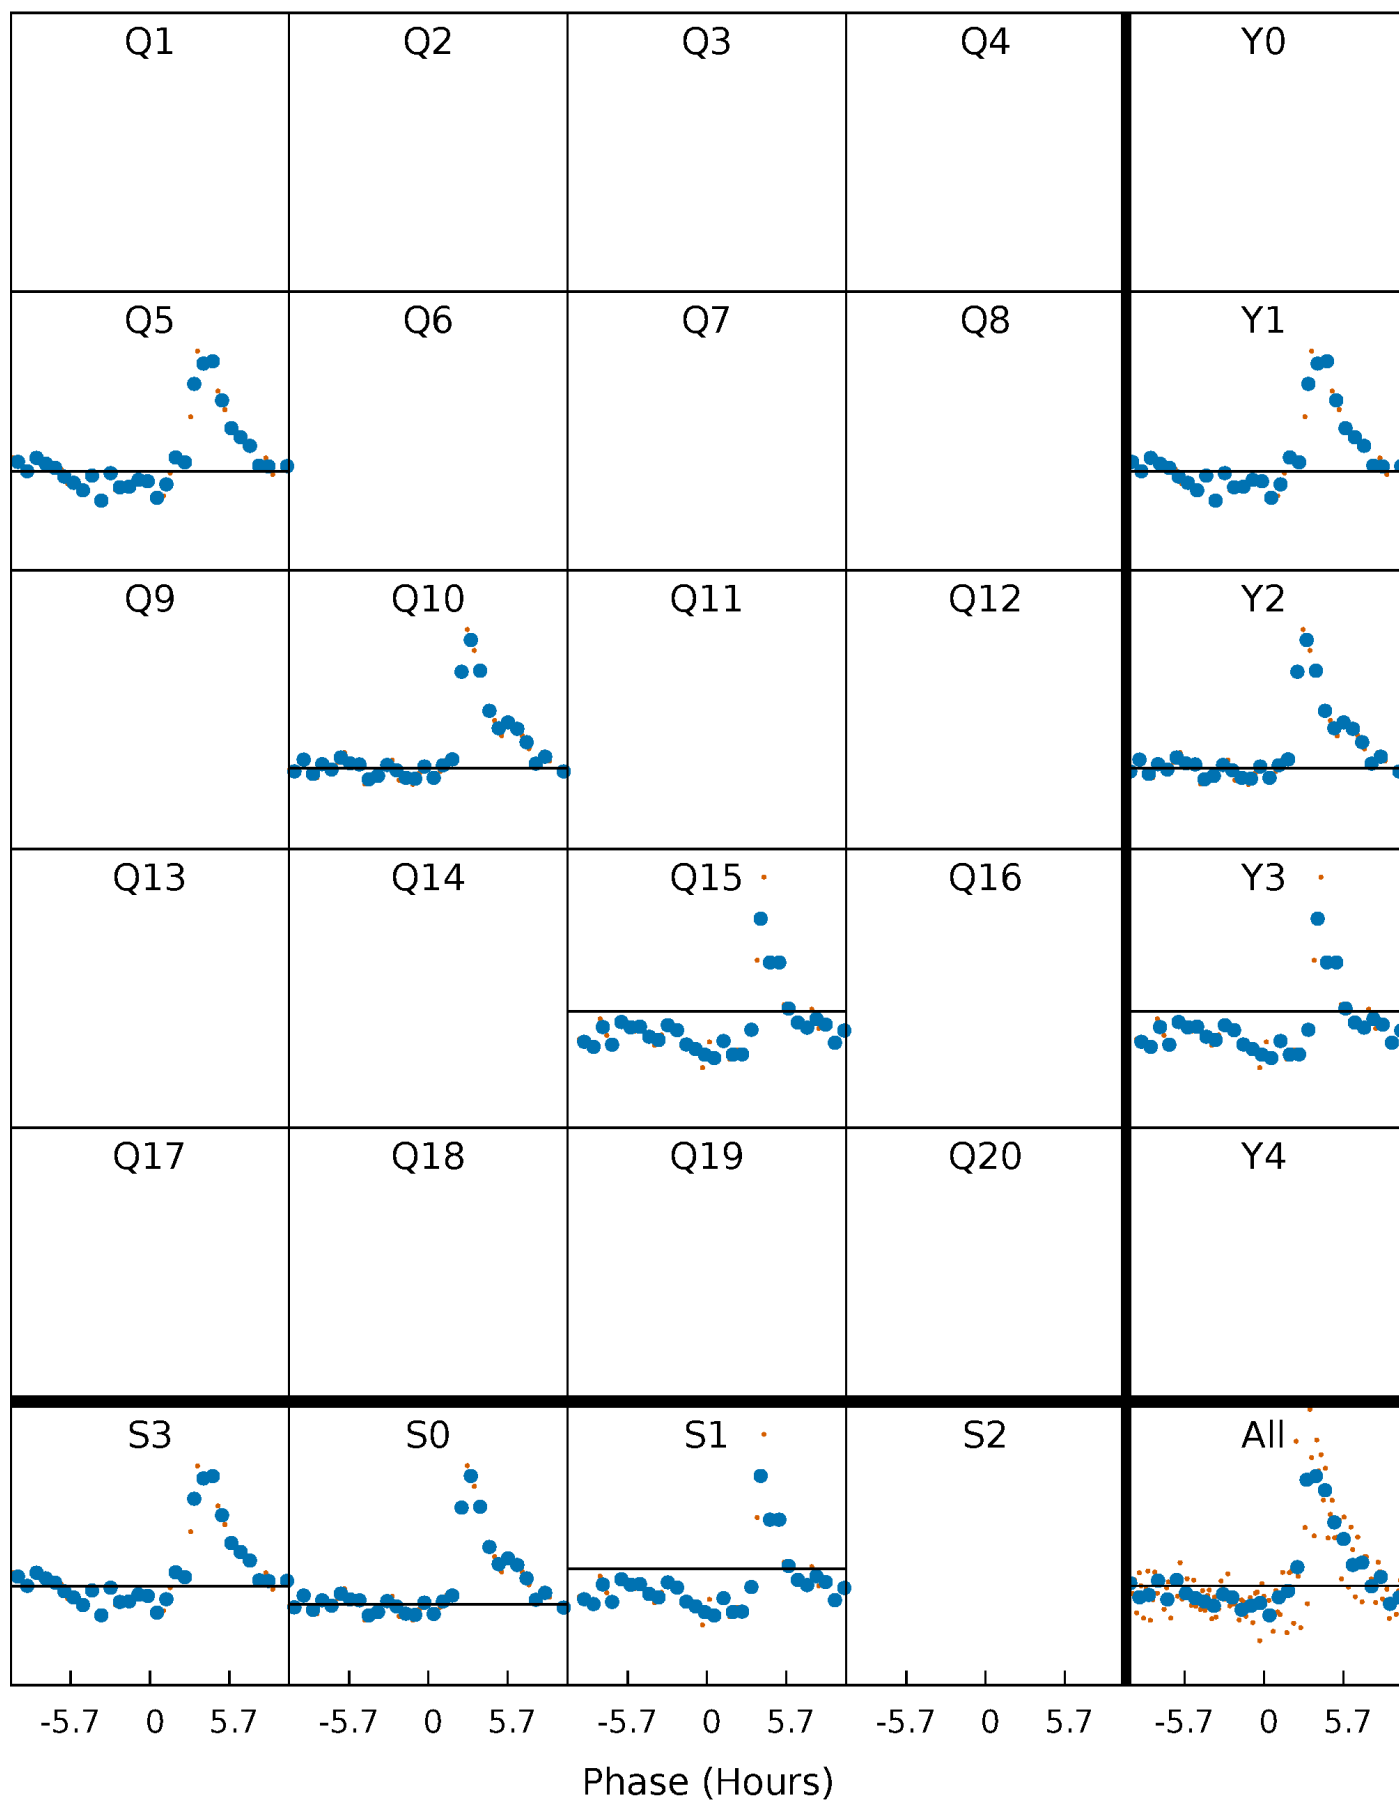 Q1 Q2 Q3 Q4 Y0
Q5 Q6 Q7 Q8 Y1
Q9 Q10 Q11 Q12 Y2
Q13 Q14 Q15 Q16 Y3
Q17 Q18 Q19 Q20 Y4
S3 S0 S1 S2 All
-5.7 0 5.7 -5.7 0 5.7 -5.7 0 5.7 -5.7 0 5.7 -5.7 0 5.7
Phase (Hours)